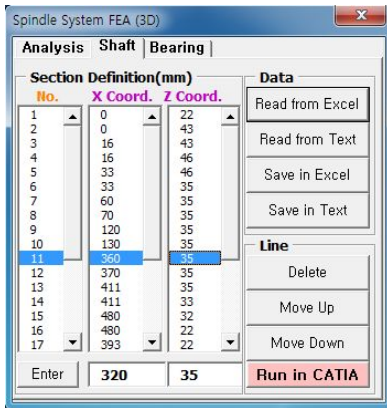 Spindle System FEA (3D)
Analysis Shaft Bearing
Section Definition(mm) Data
No. X Coord. Z Coord.
1 0 22
2 0 43
3 16 43
4 16 46
5 33 46
6 33 35
7 60 35
8 70 35
9 120 35
10 130 35
11 360 35
12 370 35
13 411 35
14 411 33
15 480 32
16 480 22
17 393 22
Enter 320 35
Read from Excel
Read from Text
Save in Excel
Save in Text
Line
Delete
Move Up
Move Down
Run in CATIA